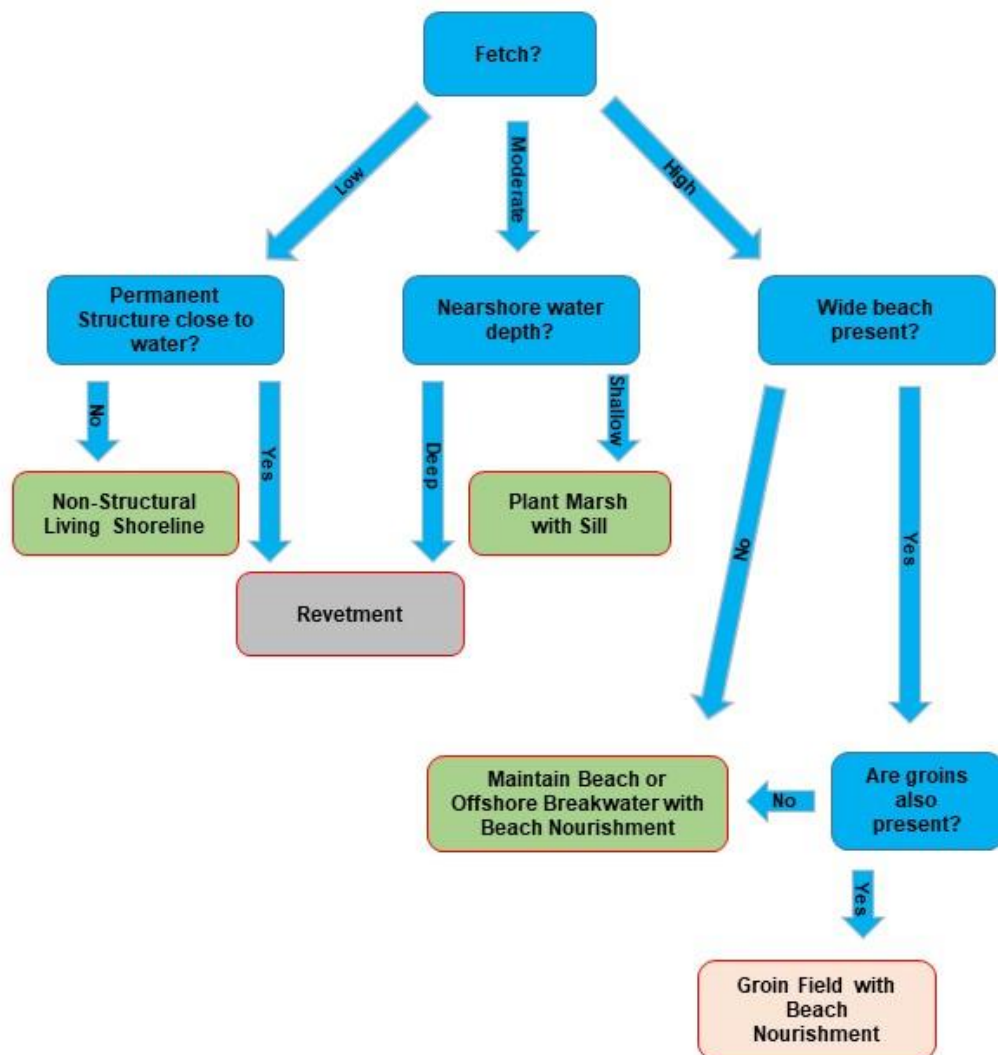 Fetch?
Low
Moderate
High
Permanent
Structure close to
water?
Nearshore water
depth?
Wide beach
present?
No
Yes
Deep
Shallow
No
Yes
Non-Structural
Living Shoreline
Plant Marsh
with Sill
Revetment
Maintain Beach or
Offshore Breakwater with
Beach Nourishment
No
Are groins
also
present?
Yes
Groin Field with
Beach
Nourishment